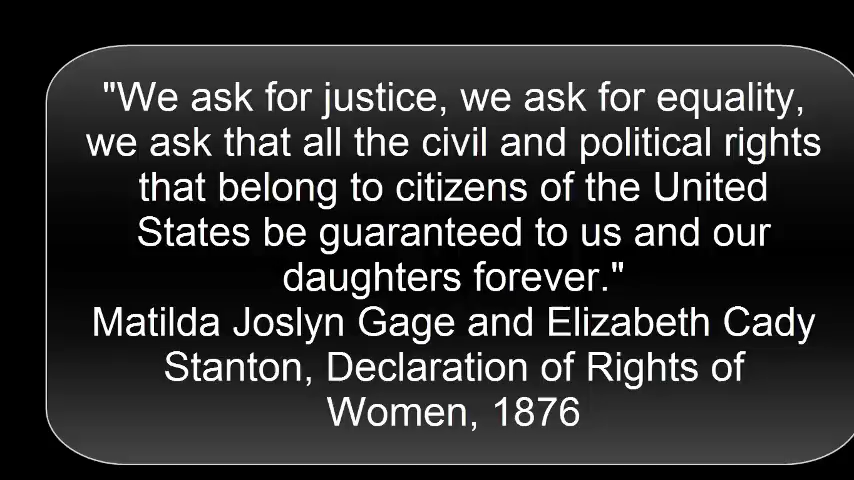 "We ask for justice, we ask for equality,
we ask that all the civil and political rights
that belong to citizens of the United
States be guaranteed to us and our
daughters forever."
Matilda Joslyn Gage and Elizabeth Cady
Stanton, Declaration of Rights of
Women, 1876